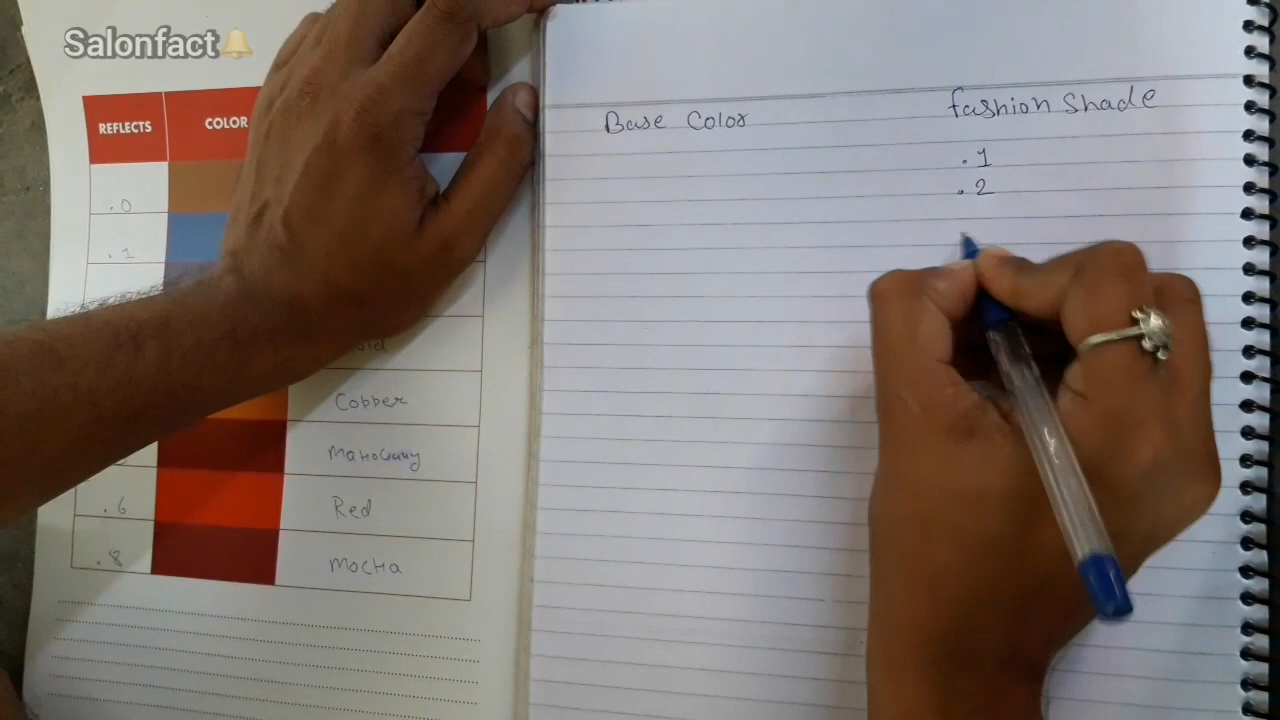 Salonfact
REFLECTS COLOR
.0
.1
Copper
Mahogany
.6 Red
.8 Mocha
Base Color fashion Shade
.1
.2